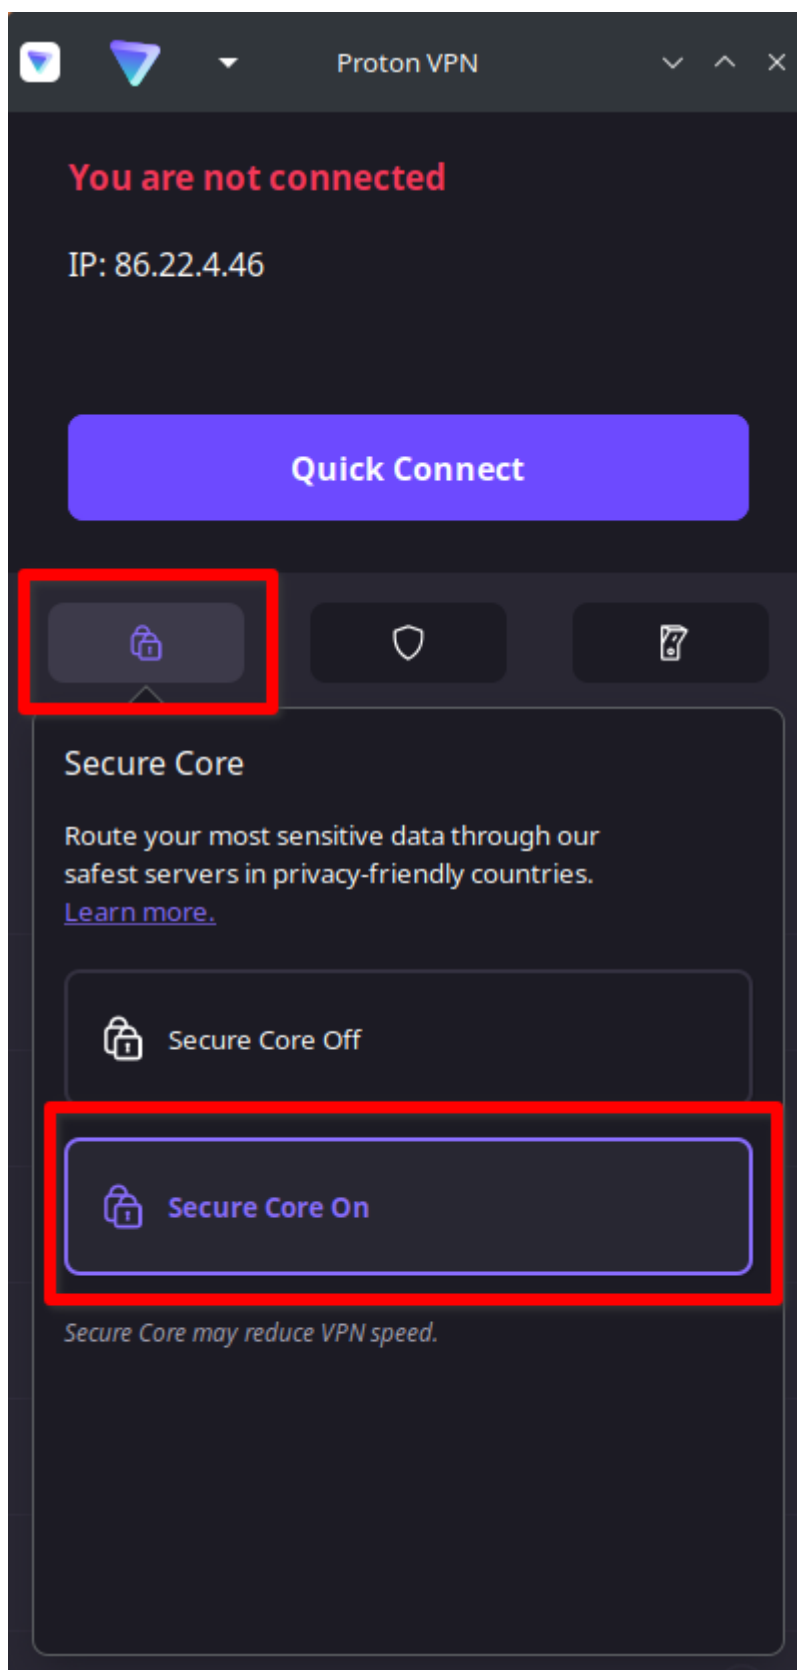 Proton VPN
You are not connected
IP: 86.22.4.46
Quick Connect
Secure Core
Route your most sensitive data through our
safest servers in privacy-friendly countries.
Learn more.
Secure Core Off
Secure Core On
Secure Core may reduce VPN speed.